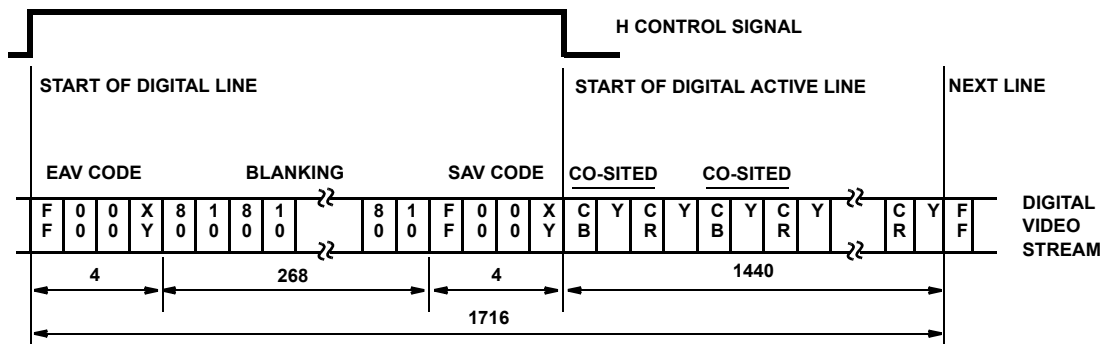 H CONTROL SIGNAL
START OF DIGITAL LINE
START OF DIGITAL ACTIVE LINE
NEXT LINE
EAV CODE
BLANKING
SAV CODE
CO-SITED
CO-SITED
F F
0 0
0 0
X Y
8 0
1 0
8 0
1 0
8 0
1 0
F F
0 0
0 0
X Y
C B
Y
C R
Y
C B
Y
C R
Y
C R
Y
F F
DIGITAL
VIDEO
STREAM
4
268
4
1440
1716